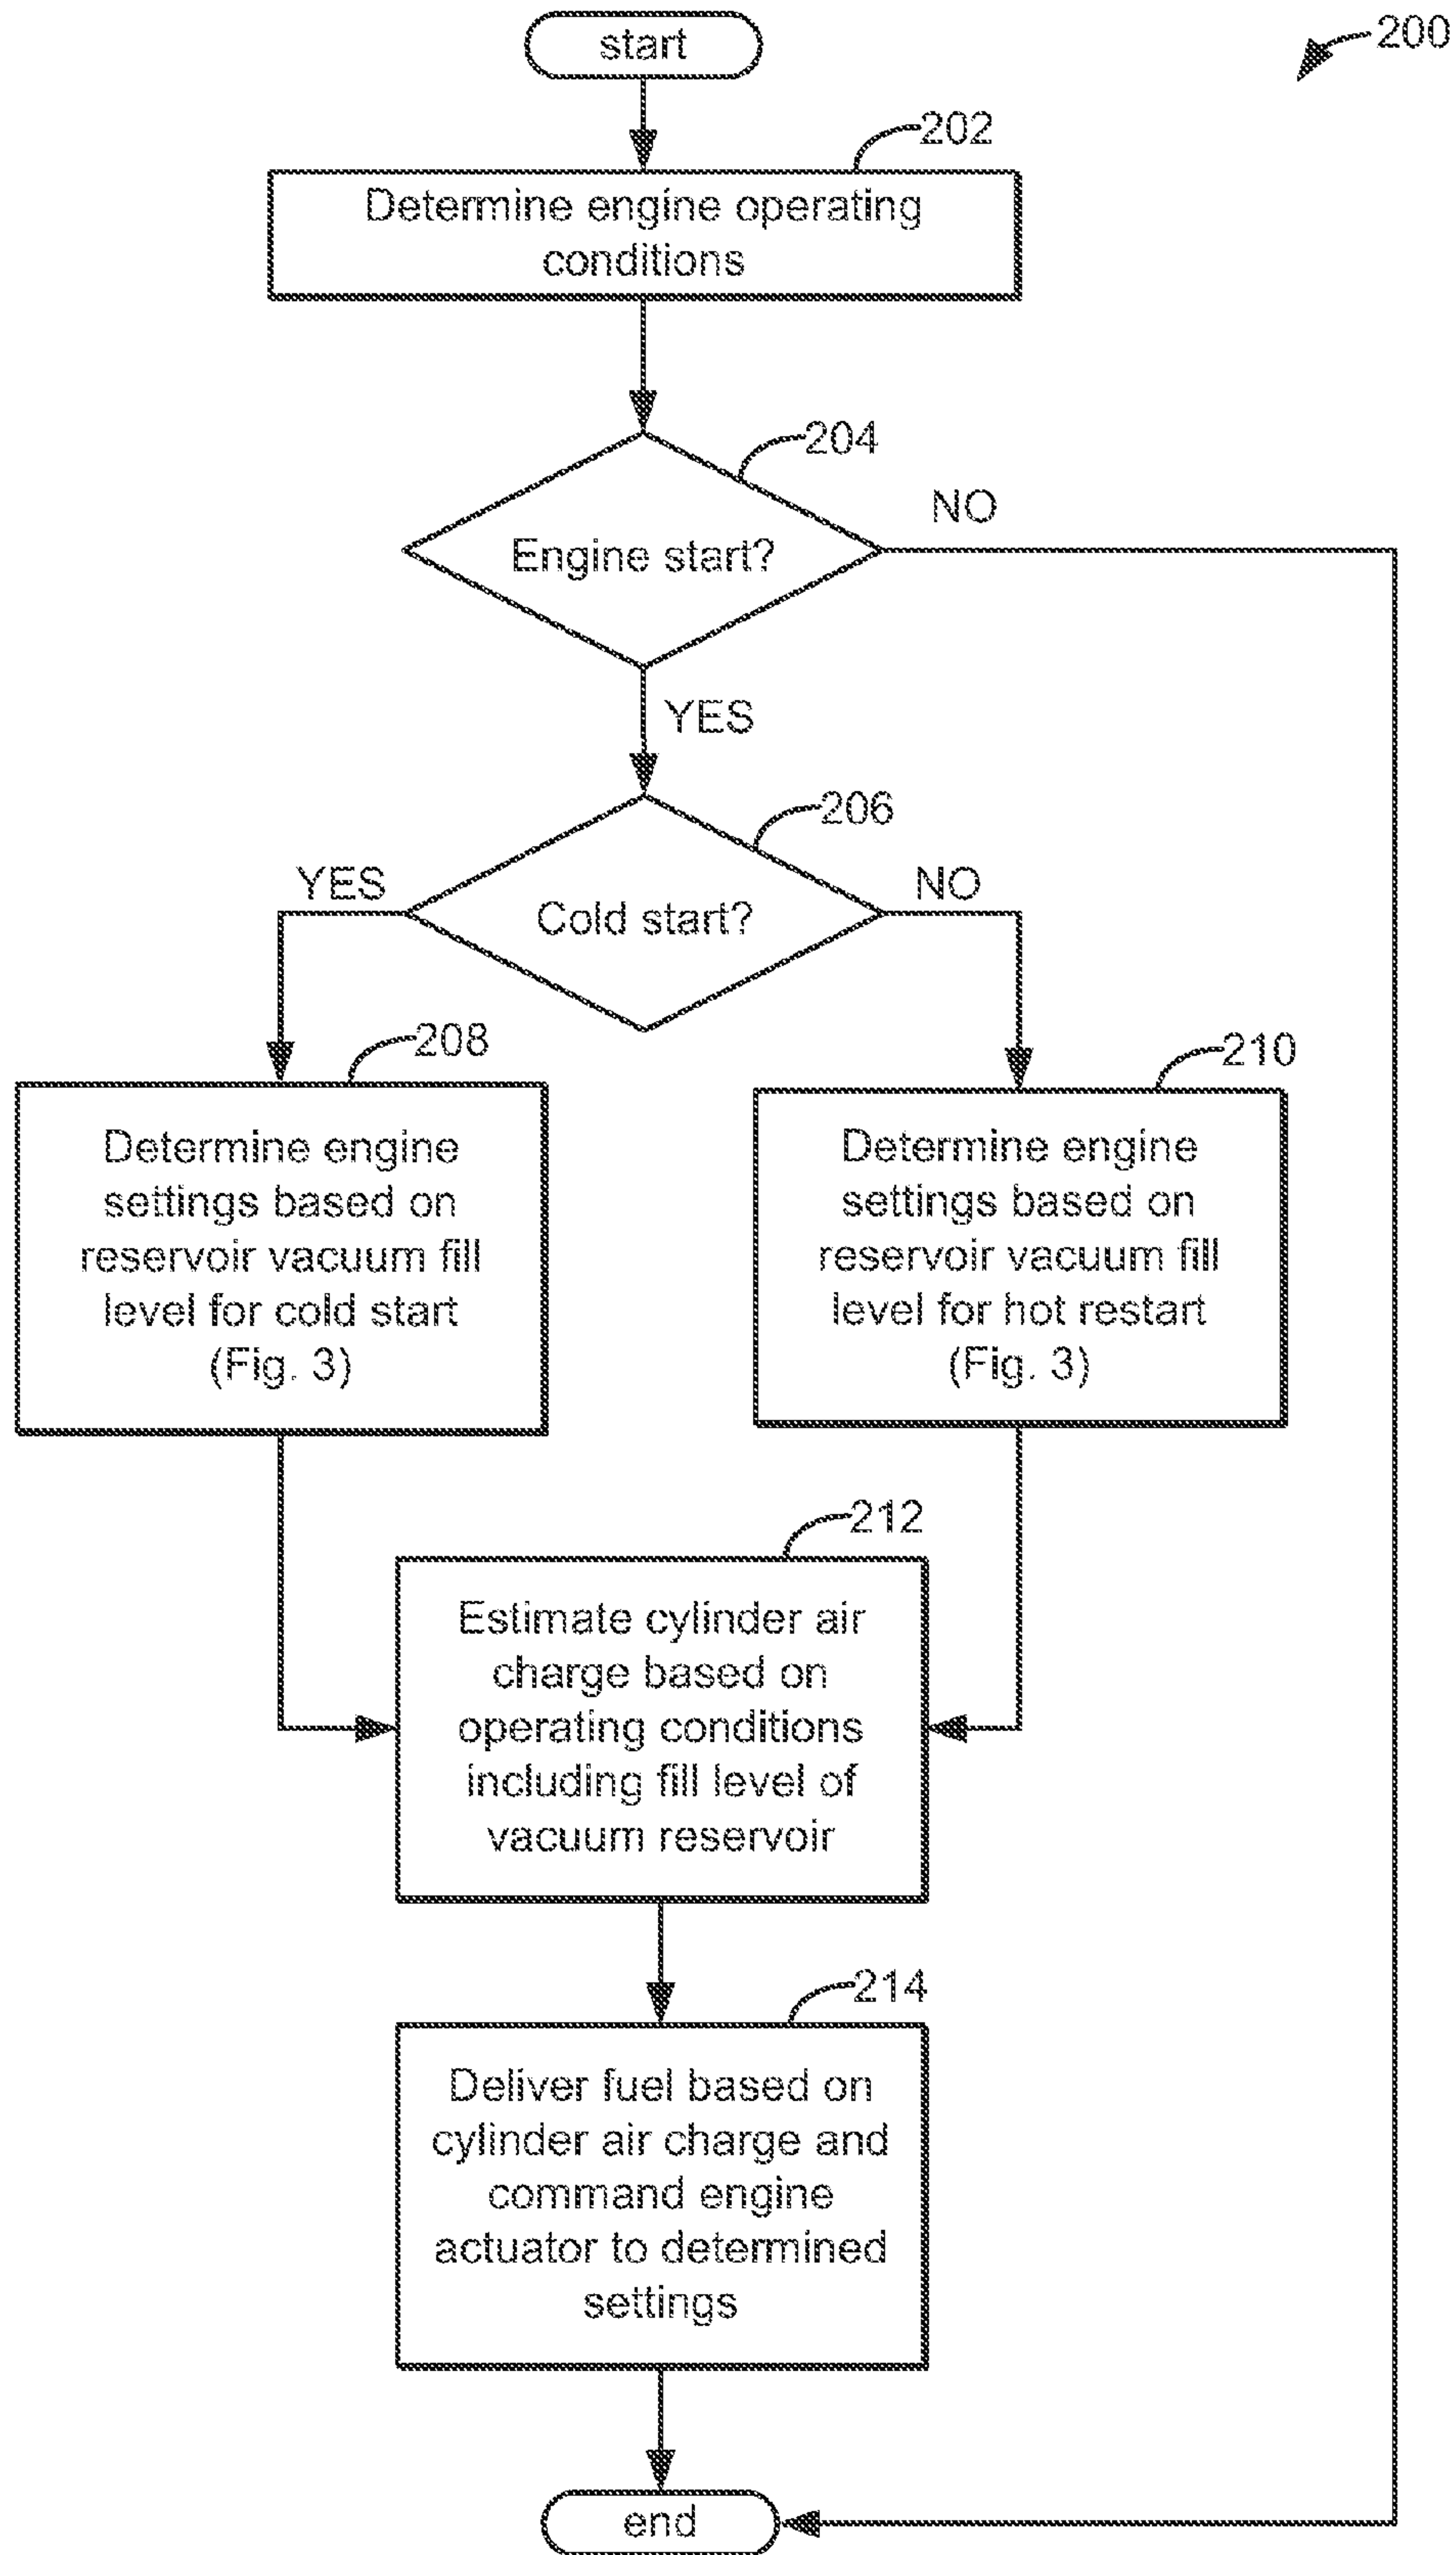 start
200
202
Determine engine operating
conditions
204
NO
Engine start?
YES
206
YES
NO
Cold start?
208
210
Determine engine
settings based on
reservoir vacuum fill
level for cold start
(Fig. 3)
Determine engine
settings based on
reservoir vacuum fill
level for hot restart
(Fig. 3)
212
Estimate cylinder air
charge based on
operating conditions
including fill level of
vacuum reservoir
214
Deliver fuel based on
cylinder air charge and
command engine
actuator to determined
settings
end